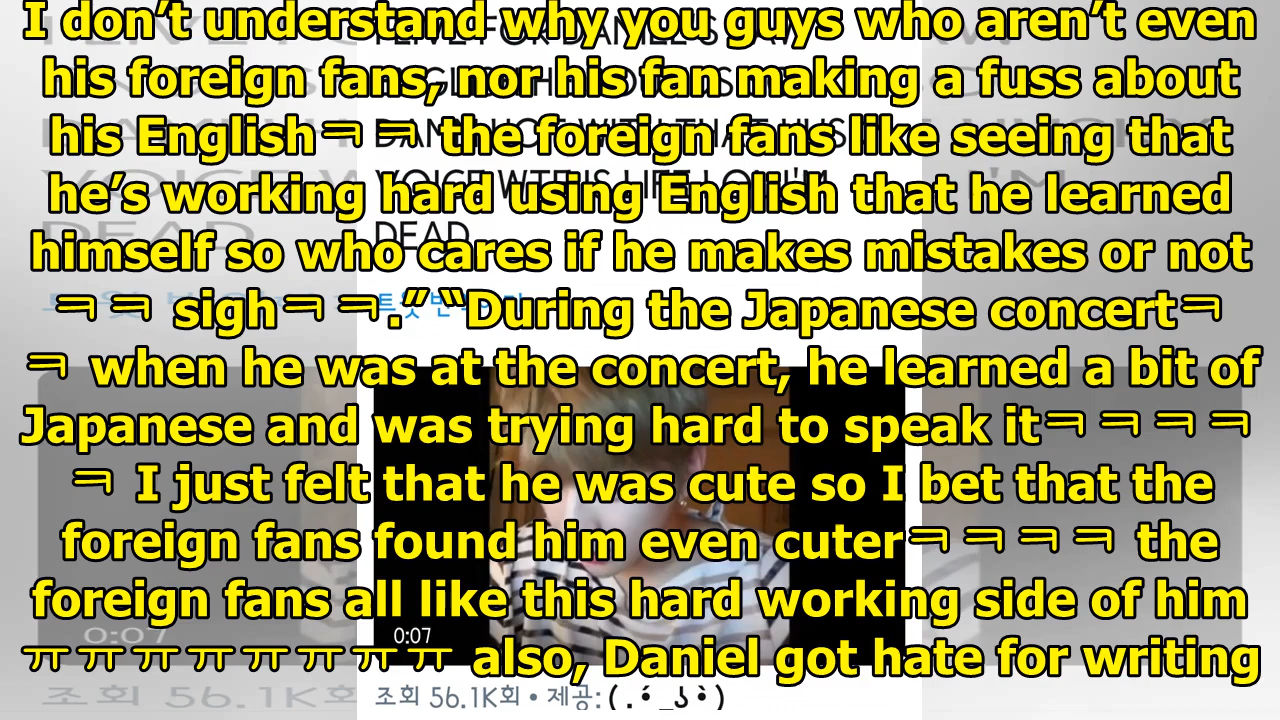 I don’t understand why you guys who aren’t even
his foreign fans, nor his fan making a fuss about
his Englishㅋㅋ the foreign fans like seeing that
he’s working hard using English that he learned
himself so who cares if he makes mistakes or not
ㅋㅋ sighㅋㅋ.” “During the Japanese concertㅋ
ㅋ when he was at the concert, he learned a bit of
Japanese and was trying hard to speak itㅋㅋㅋㅋ
ㅋ I just felt that he was cute so I bet that the
foreign fans found him even cuterㅋㅋㅋㅋ the
foreign fans all like this hard working side of him
ㅠㅠㅠㅠㅠㅠㅠㅠ also, Daniel got hate for writing
DEAD
0:07
조회 56.1K회 • 제공: